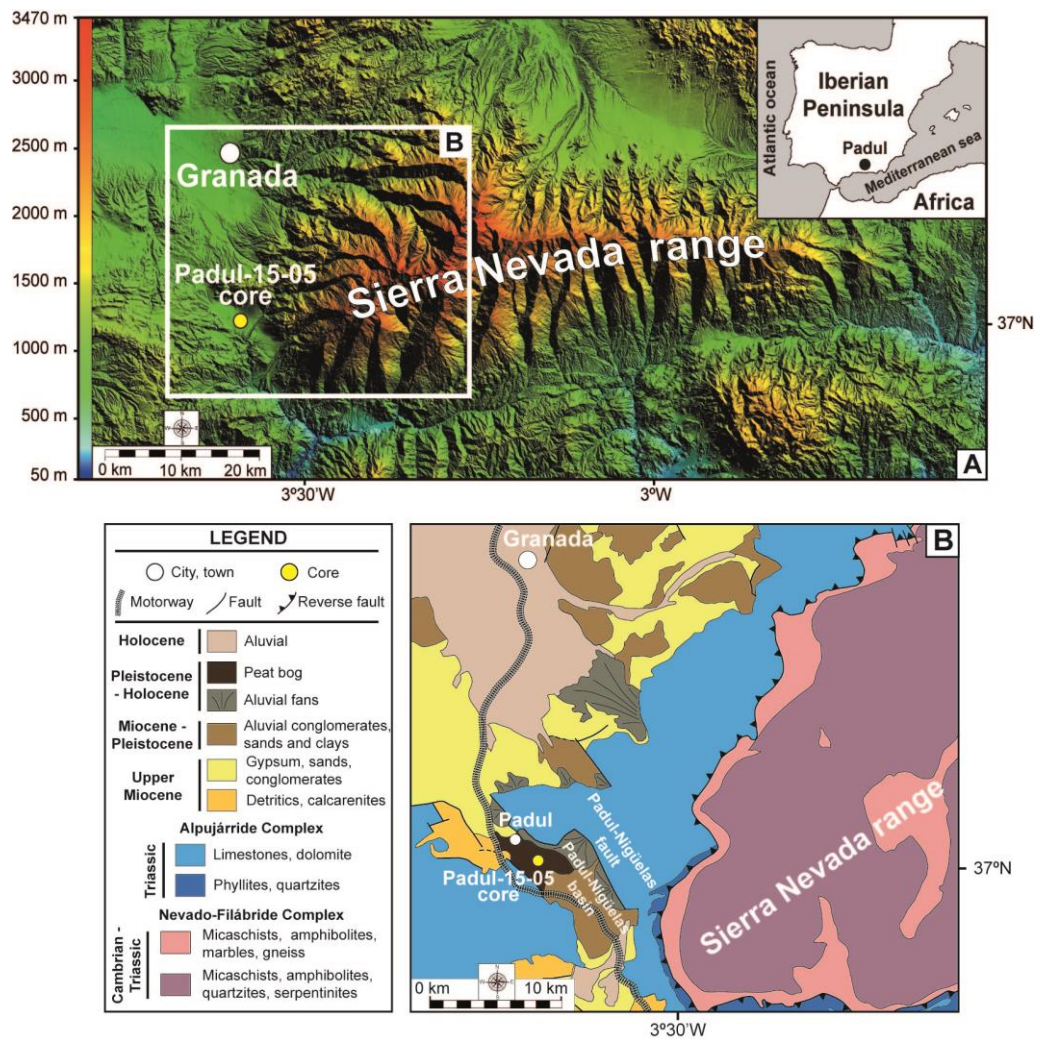 3470 m
3000 m
2500 m
2000 m
1500 m
1000 m
500 m
50 m
B
Granada
Padul-15-05
core
Sierra Nevada range
Atlantic ocean
Iberian
Peninsula
Padul
Mediterranean sea
Africa
37ºN
0 km 10 km 20 km
A
3º30'W
3ºW
LEGEND
City, town
Core
Motorway
Fault
Reverse fault
Holocene
Aluvial
Pleistocene
- Holocene
Peat bog
Aluvial fans
Miocene -
Pleistocene
Aluvial conglomerates,
sands and clays
Upper
Miocene
Gypsum, sands,
conglomerates
Detritics, calcarenites
Alpujárride Complex
Triassic
Limestones, dolomite
Phyllites, quartzites
Nevado-Filábride Complex
Cambrian -
Triassic
Micaschists, amphibolites,
marbles, gneiss
Micaschists, amphibolites,
quartzites, serpentinites
B
Granada
Padul
Padul-15-05
core
Padul-Nigüelas
fault
Padul-Nigüelas
basin
Sierra Nevada range
37ºN
0 km 10 km
3º30'W